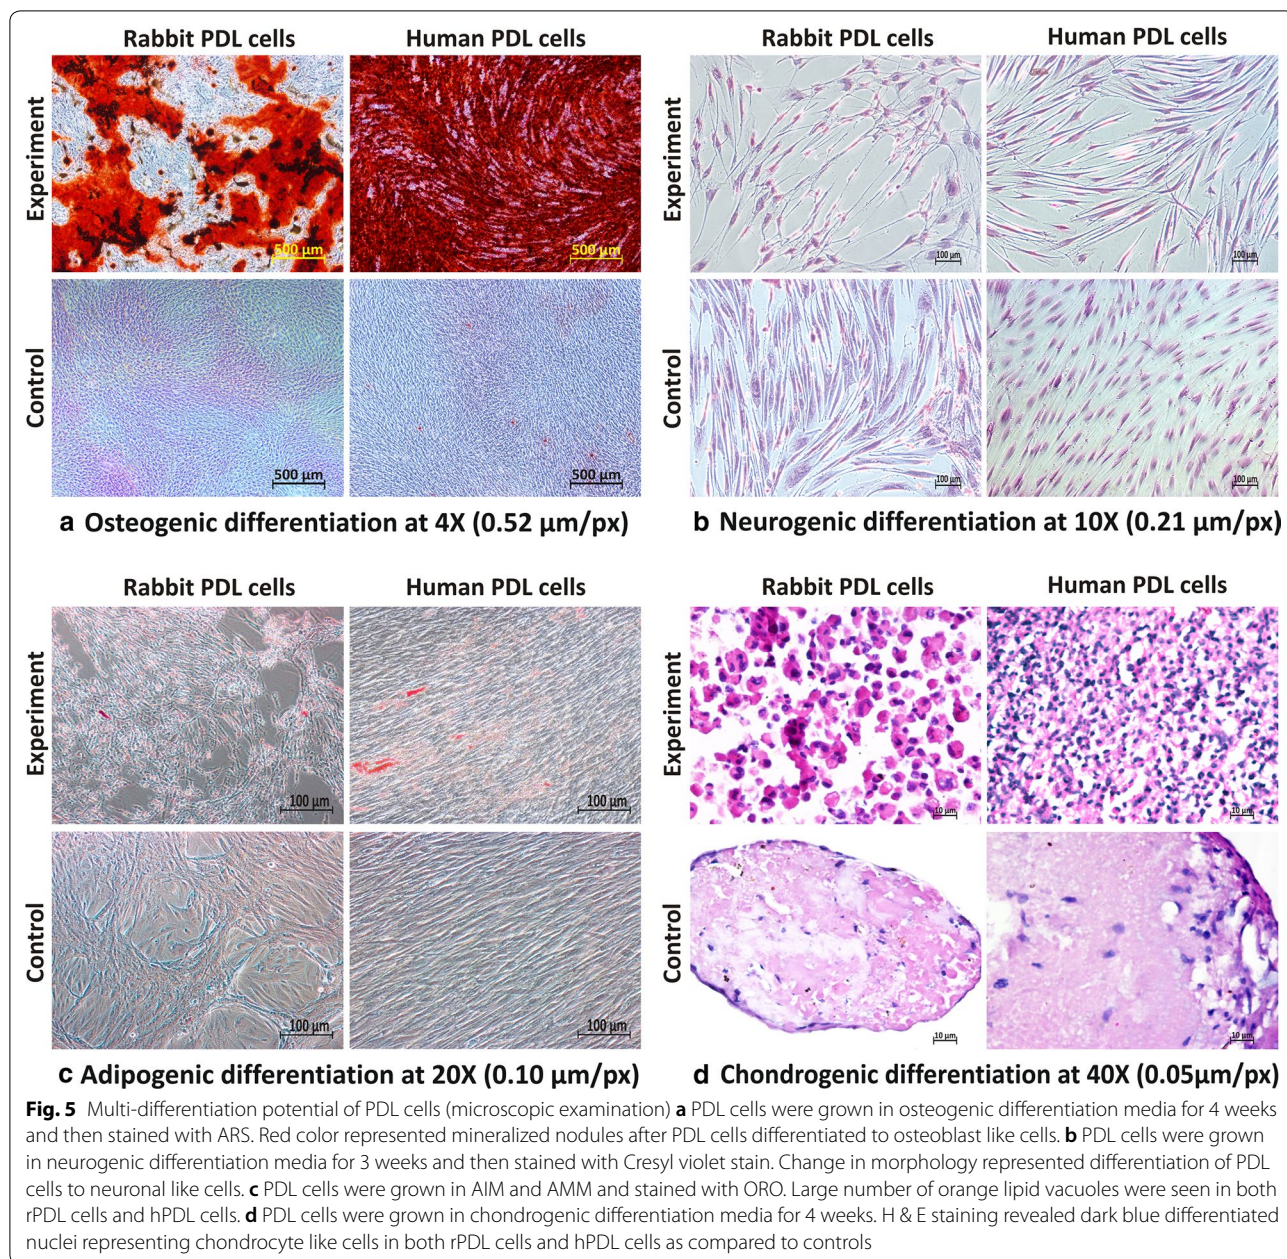 Rabbit PDL cells
Human PDL cells
Experiment
500 µm
500 µm
Control
500 µm
500 µm
a Osteogenic differentiation at 4X (0.52 µm/px)
Rabbit PDL cells
Human PDL cells
Experiment
100 µm
100 µm
Control
100 µm
100 µm
b Neurogenic differentiation at 10X (0.21 µm/px)
Rabbit PDL cells
Human PDL cells
Experiment
100 µm
100 µm
Control
100 µm
100 µm
c Adipogenic differentiation at 20X (0.10 µm/px)
Rabbit PDL cells
Human PDL cells
Experiment
10 µm
10 µm
Control
10 µm
10 µm
d Chondrogenic differentiation at 40X (0.05µm/px)
Fig. 5 Multi-differentiation potential of PDL cells (microscopic examination) a PDL cells were grown in osteogenic differentiation media for 4 weeks
and then stained with ARS. Red color represented mineralized nodules after PDL cells differentiated to osteoblast like cells. b PDL cells were grown
in neurogenic differentiation media for 3 weeks and then stained with Cresyl violet stain. Change in morphology represented differentiation of PDL
cells to neuronal like cells. c PDL cells were grown in AIM and AMM and stained with ORO. Large number of orange lipid vacuoles were seen in both
rPDL cells and hPDL cells. d PDL cells were grown in chondrogenic differentiation media for 4 weeks. H & E staining revealed dark blue differentiated
nuclei representing chondrocyte like cells in both rPDL cells and hPDL cells as compared to controls